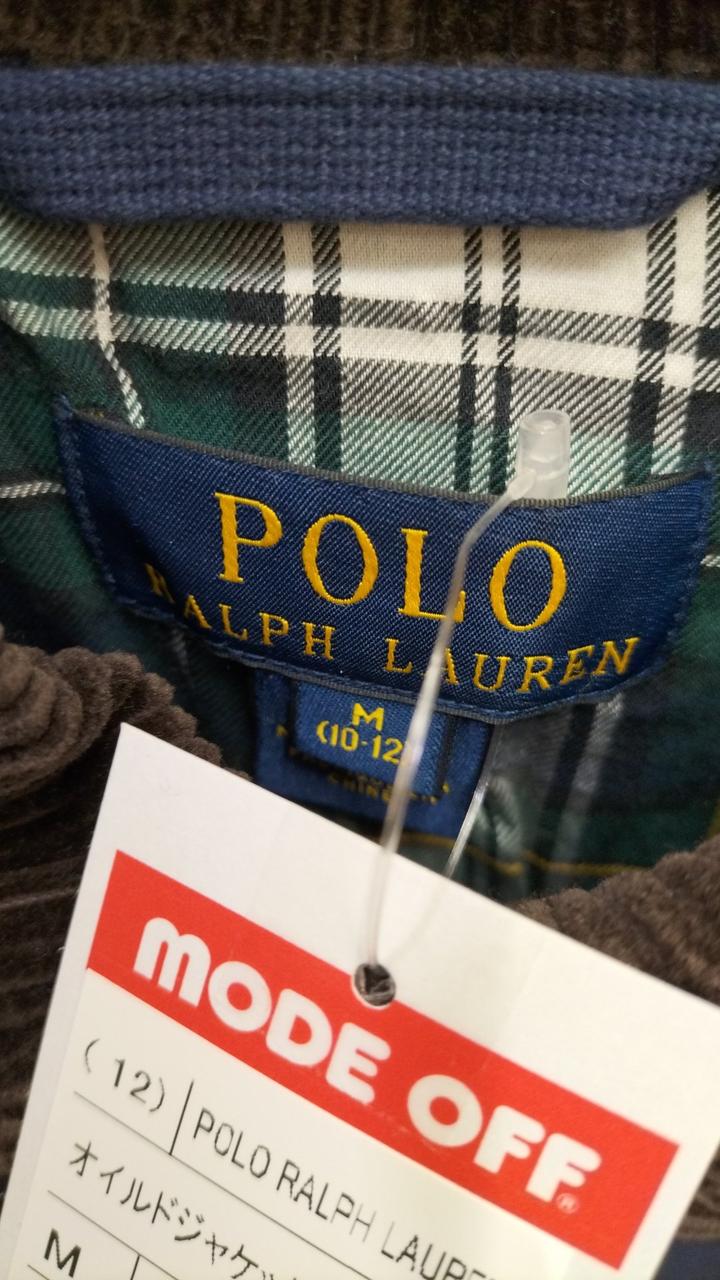 POLO
RALPH LAUREN
M
(10-12
MODE OFF®
(12) POLO RALPH LAUREN
オイルドジャケッ
M